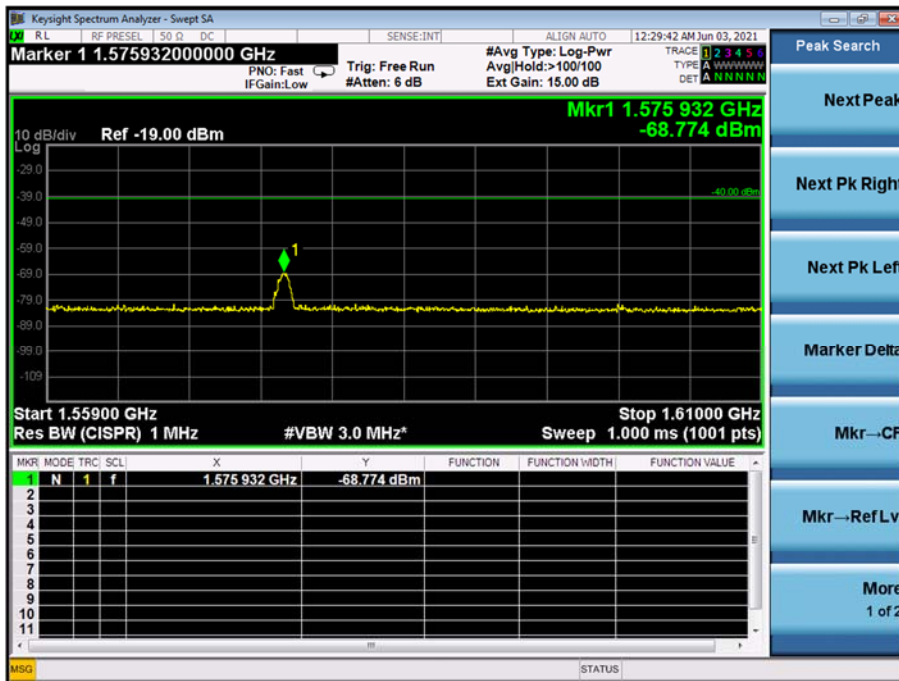 Keysight Spectrum Analyzer - Swept SA
RL RF PRESEL 50 Ω DC SENSE:INT ALIGN AUTO 12:29:42 AM Jun 03, 2021
Marker 1 1.575932000000 GHz
PNO: Fast
IFGain:Low
Trig: Free Run
#Atten: 6 dB
#Avg Type: Log-Pwr
Avg|Hold:>100/100
Ext Gain: 15.00 dB
TRACE 1 2 3 4 5 6
TYPE A WWWWW
DET A N N N N N
Mkr1 1.575 932 GHz
-68.774 dBm
10 dB/div Ref -19.00 dBm
Log
-29.0
-39.0
-40.00 dBm
-49.0
-59.0
1
-69.0
-79.0
-89.0
-99.0
-109
Start 1.55900 GHz Stop 1.61000 GHz
Res BW (CISPR) 1 MHz #VBW 3.0 MHz* Sweep 1.000 ms (1001 pts)
MKR MODE TRC SCL X Y FUNCTION FUNCTION WIDTH FUNCTION VALUE
1 N 1 f 1.575 932 GHz -68.774 dBm
2
3
4
5
6
7
8
9
10
11
MSG STATUS
Peak Search
Next Peak
Next Pk Right
Next Pk Left
Marker Delta
Mkr→CF
Mkr→Ref Lv
More
1 of 2